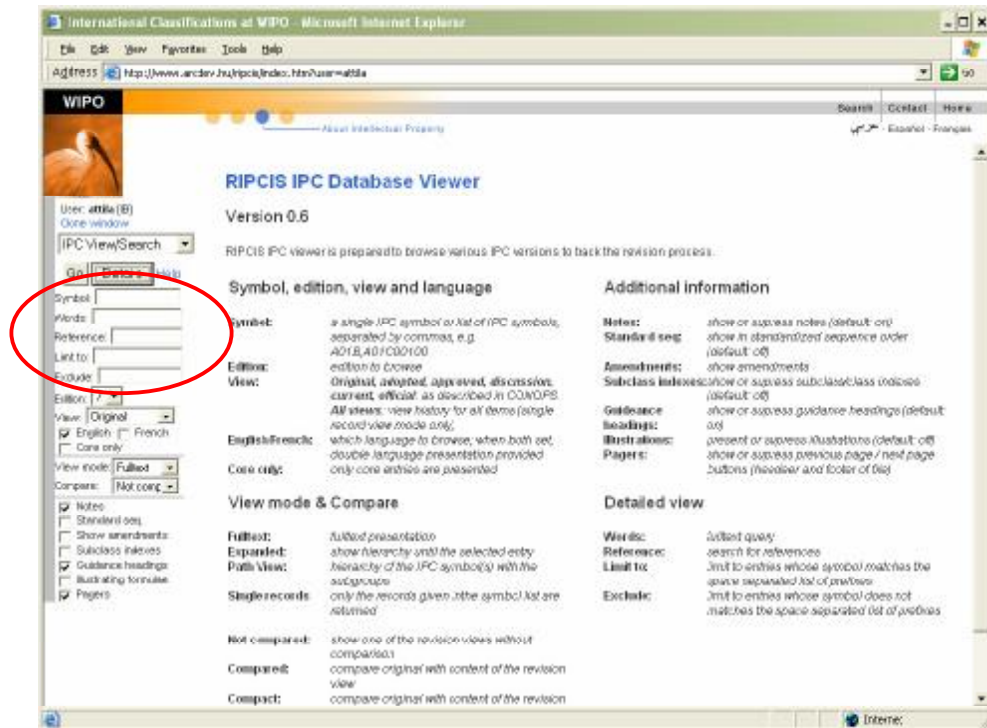 International Classifications at WIPO - Microsoft Internet Explorer
File Edit View Favorites Tools Help
Address http://www.arcdev.hu/ripcis/index.htm?user=attila Go
WIPO
Search Contact Home
About Intellectual Property
عربي - Español - Français
User: attila (IB)
Clone window
IPC View/Search
Go Details Help
Symbol:
Words:
Reference:
Limit to:
Exclude:
Edition: 7
View: Original
English French
Core only
View mode: Fulltext
Compare: Not comp
Notes
Standard seq.
Show amendments
Subclass indexes
Guidance headings
Illustrating formulae
Pagers
RIPCIS IPC Database Viewer
Version 0.6
RIPCIS IPC viewer is prepared to browse various IPC versions to back the revision process.
Symbol, edition, view and language
Symbol: a single IPC symbol or list of IPC symbols,
separated by commas, e.g.
A01B,A01C00100
Edition: edition to browse
View: Original, adopted, approved, discussion,
current, official: as described in CONOPS
All views: view history for all items (single
record view mode only)
English/French: which language to browse; when both set,
double language presentation provided
Core only: only core entries are presented
View mode & Compare
Fulltext: fulltext presentation
Expanded: show hierarchy until the selected entry
Path View: hierarchy of the IPC symbol(s) with the
subgroups
Single records only the records given in the symbol list are
returned
Not compared: show one of the revision views without
comparison
Compared: compare original with content of the revision
view
Compact: compare original with content of the revision
Additional information
Notes: show or supress notes (default: on)
Standard seq: show in standardized sequence order
(default: off)
Amendments: show amendments
Subclass indexes: show or supress subclass/class indexes
(default: off)
Guideance show or supress guidance headings (default:
headings: on)
Illustrations: present or supress illustrations (default: off)
Pagers: show or supress previous page / next page
buttons (headeer and footer of file)
Detailed view
Words: fulltext query
Reference: search for references
Limit to: limit to entries whose symbol matches the
space separated list of prefixes
Exclude: limit to entries whose symbol does not
matches the space separated list of prefixes
Internet